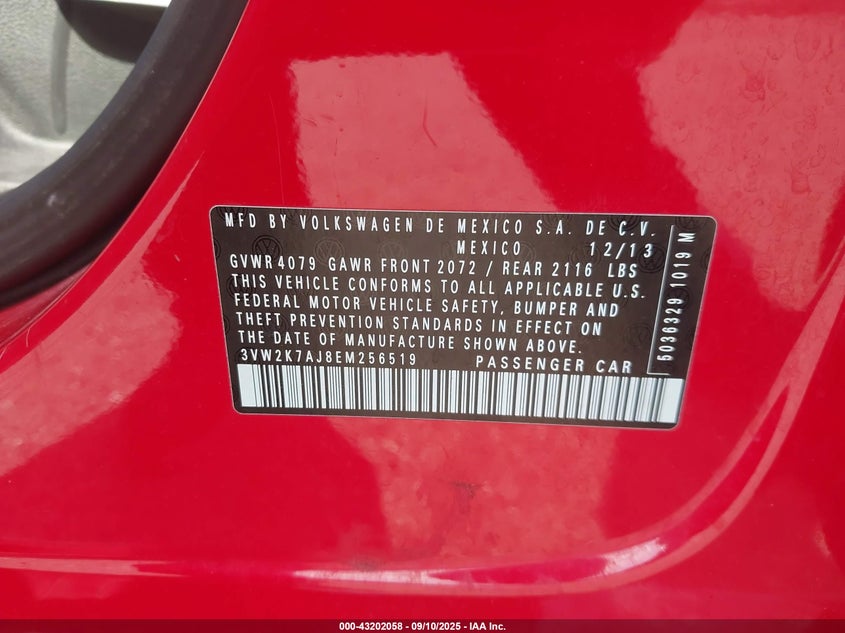 MFD BY VOLKSWAGEN DE MEXICO S.A. DE C.V.
MEXICO 12/13
GVWR 4079 GAWR FRONT 2072 / REAR 2116 LBS
THIS VEHICLE CONFORMS TO ALL APPLICABLE U.S.
FEDERAL MOTOR VEHICLE SAFETY, BUMPER AND
THEFT PREVENTION STANDARDS IN EFFECT ON
THE DATE OF MANUFACTURE SHOWN ABOVE.
3VW2K7AJ8EM256519 PASSENGER CAR
5036329 1019 M
000-43202058 - 09/10/2025 - IAA Inc.